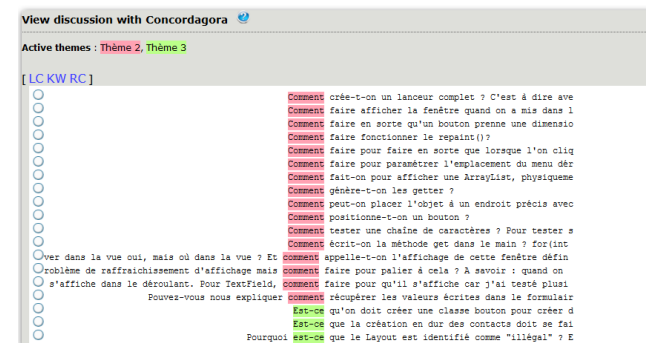 View discussion with Concordagora
Active themes : Thème 2, Thème 3
[ LC KW RC ]
Comment crée-t-on un lanceur complet ? C'est á dire ave
Comment faire afficher la fenêtre quand on a mis dans l
Comment faire en sorte qu'un bouton prenne une dimensio
Comment faire fonctionner le repaint()?
Comment faire pour faire en sorte que lorsque l'on cliq
Comment faire pour paramétrer l'emplacement du menu dér
Comment fait-on pour afficher une ArrayList, physiqueme
Comment génère-t-on les getter ?
Comment peut-on placer l'objet á un endroit précis avec
Comment positionne-t-on un bouton ?
Comment tester une chaîne de caractères ? Pour tester s
Comment écrit-on la méthode get dans le main ? for(int
ver dans la vue oui, mais où dans la vue ? Et comment appelle-t-on l'affichage de cette fenêtre défin
roblème de raffraichissement d'affichage mais comment faire pour palier á cela ? A savoir : quand on
s'affiche dans le déroulant. Pour TextField, comment faire pour qu'il s'affiche car j'ai testé plusi
Pouvez-vous nous expliquer comment récupérer les valeurs écrites dans le formulair
Est-ce qu'on doit créer une classe bouton pour créer d
Est-ce que la création en dur des contacts doit se fai
Pourquoi est-ce que le Layout est identifié comme "illégal" ? E